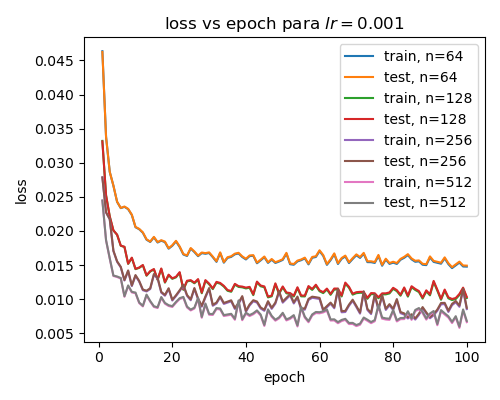 loss vs epoch para lr = 0.001
loss
0.045
0.040
0.035
0.030
0.025
0.020
0.015
0.010
0.005
train, n=64
test, n=64
train, n=128
test, n=128
train, n=256
test, n=256
train, n=512
test, n=512
0
20
40
60
80
100
epoch